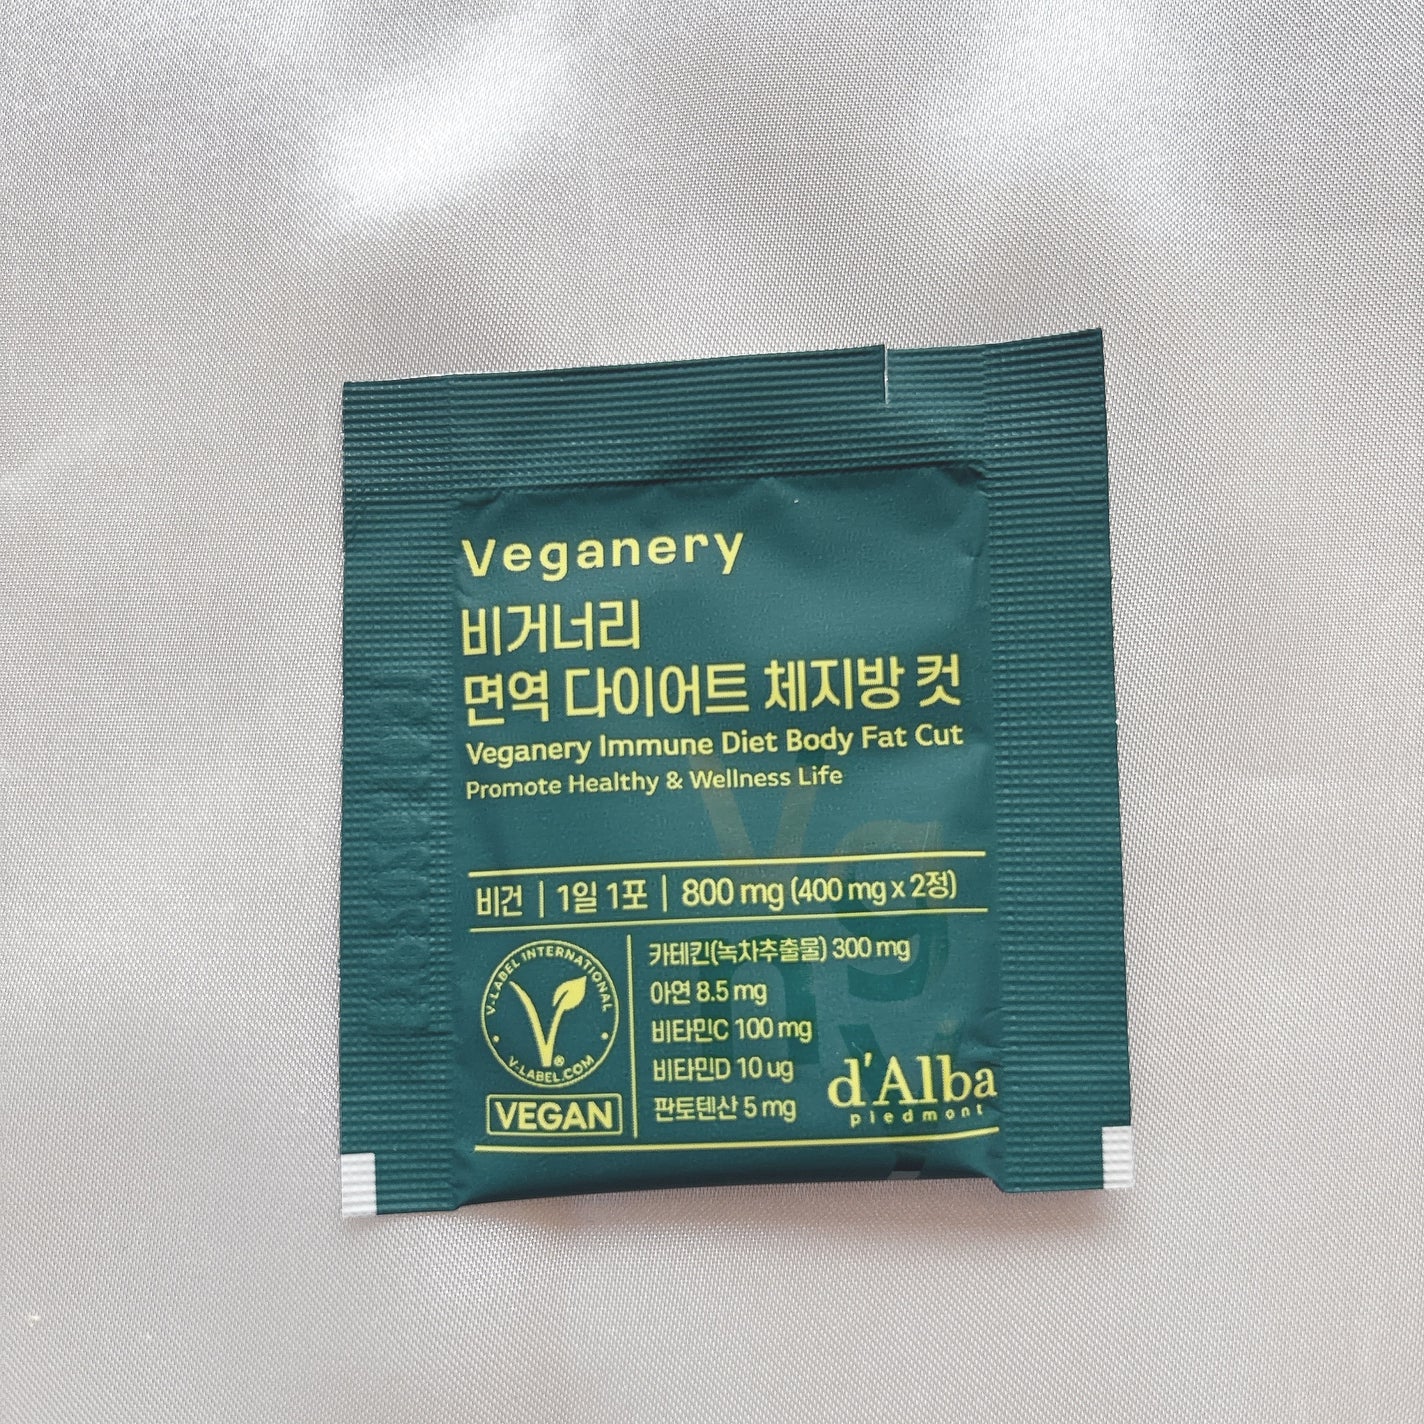 Veganery
비거너리
면역 다이어트 체지방 컷
Veganery Immune Diet Body Fat Cut
Promote Healthy & Wellness Life
비건 | 1일 1포 | 800 mg (400 mg x 2정)
V-LABEL INTERNATIONAL
V-LABEL.COM
®
VEGAN
카테킨(녹차추출물) 300 mg
아연 8.5 mg
비타민C 100 mg
비타민D 10 ug
판토텐산 5 mg
d'Alba
piedmont